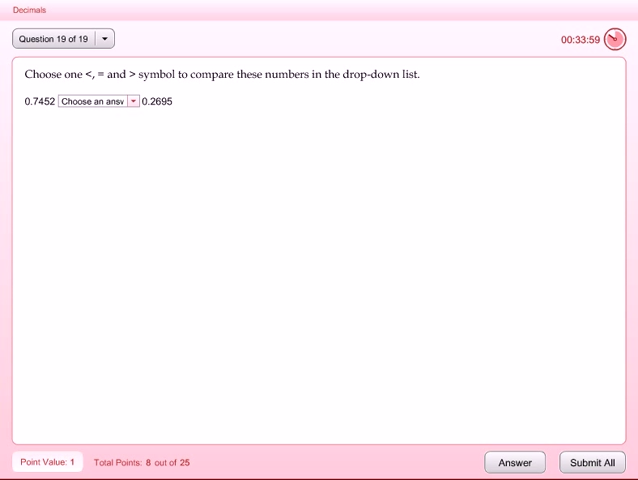 Decimals
Question 19 of 19
00:33:59
Choose one <, = and > symbol to compare these numbers in the drop-down list.
0.7452 Choose an answ 0.2695
Point Value: 1 Total Points: 8 out of 25 Answer Submit All